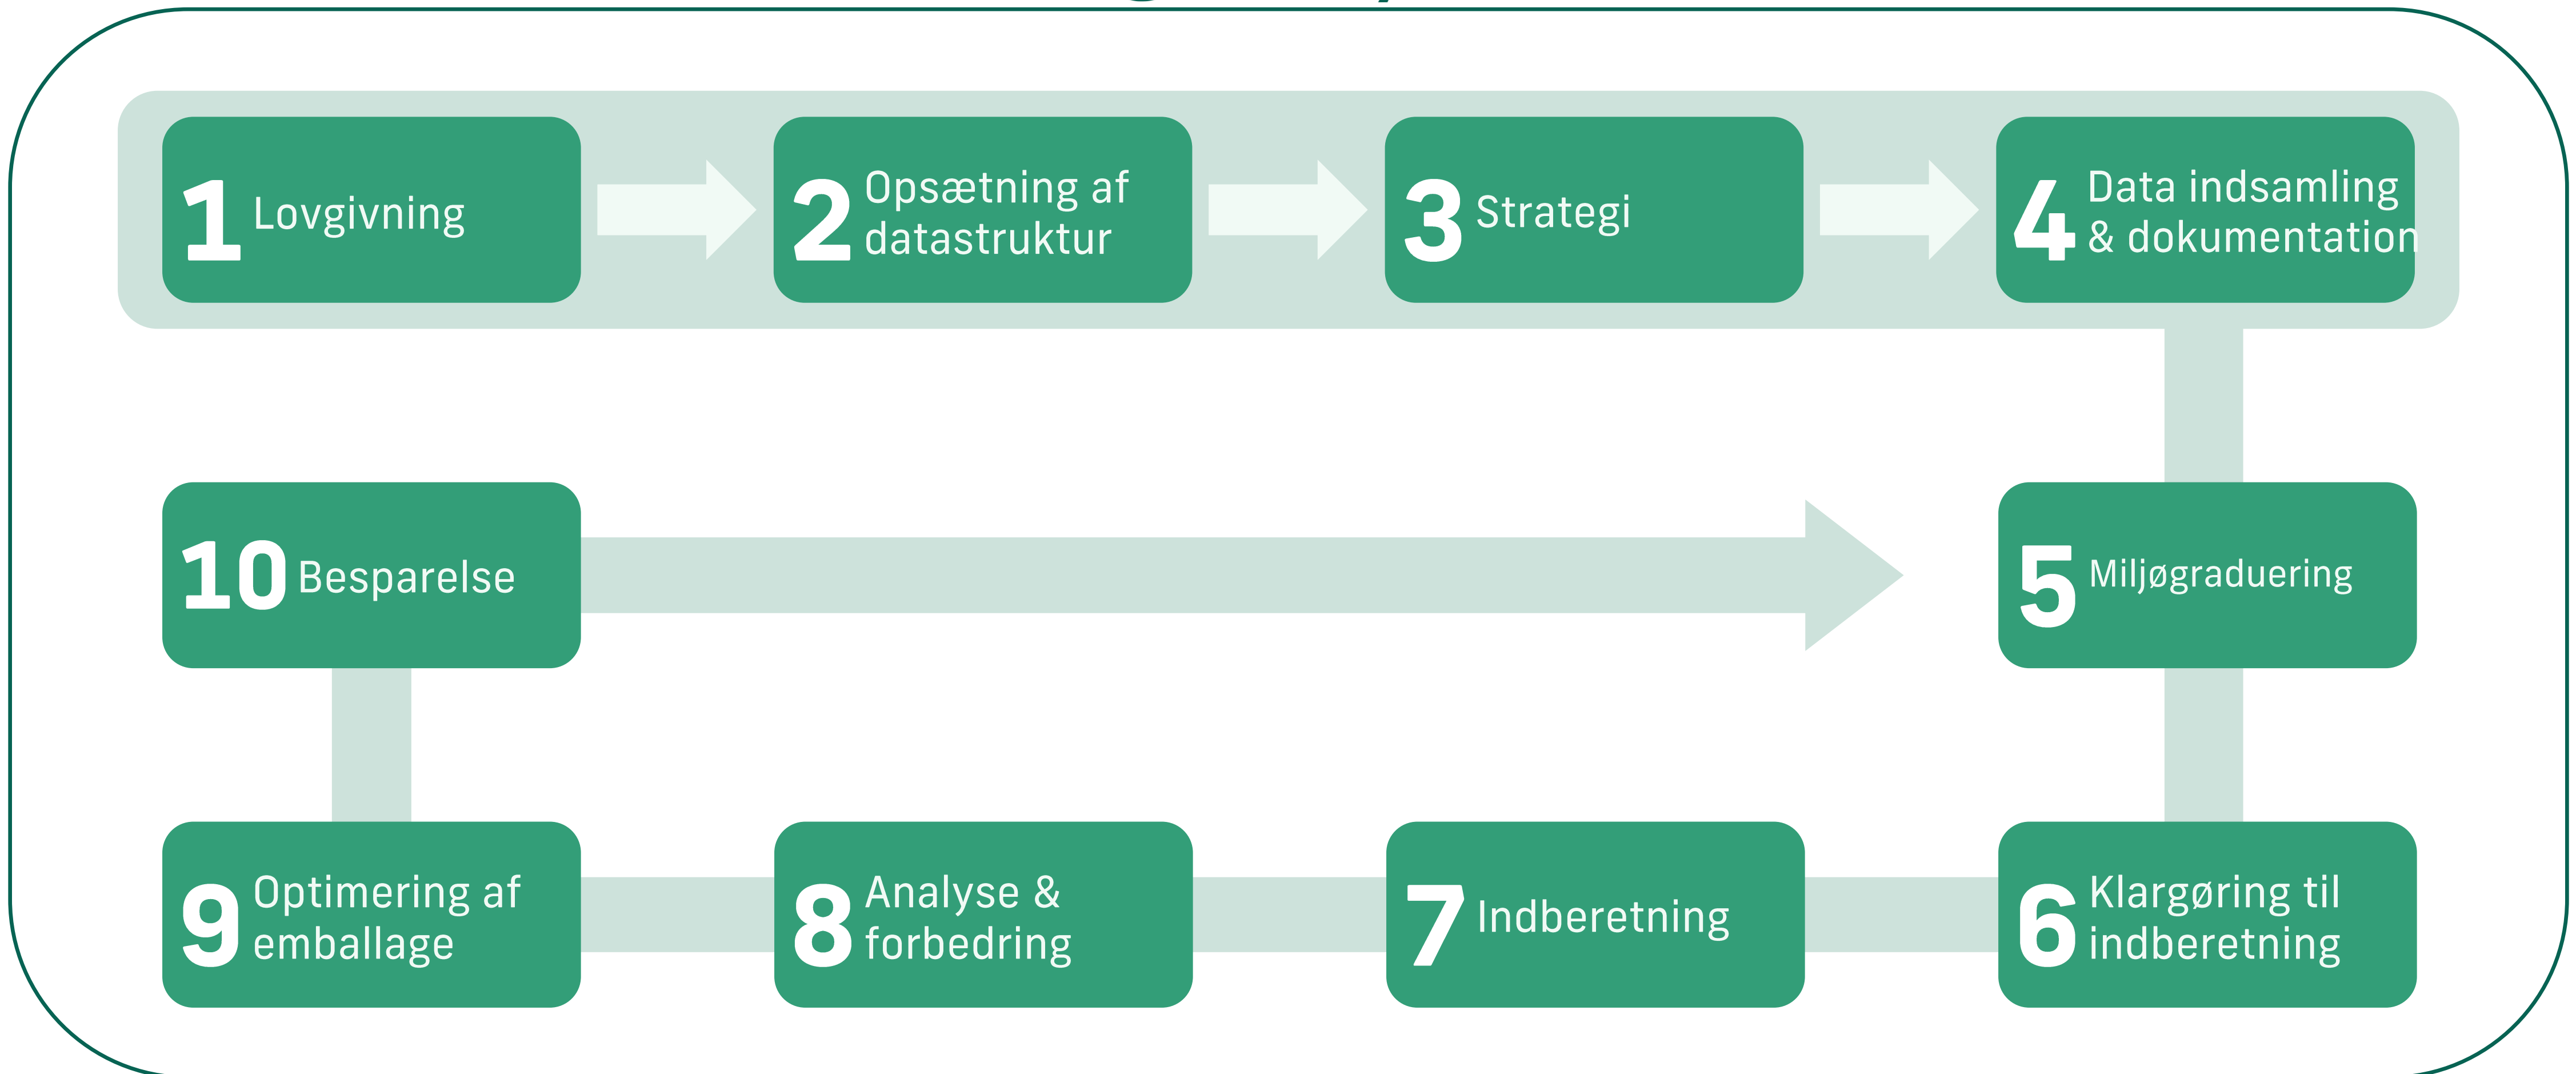 1 Lovgivning
2 Opsætning af
datastruktur
3 Strategi
4 Data indsamling
& dokumentation
10 Besparelse
5 Miljøgraduering
9 Optimering af
emballage
8 Analyse &
forbedring
7 Indberetning
6 Klargøring til
indberetning